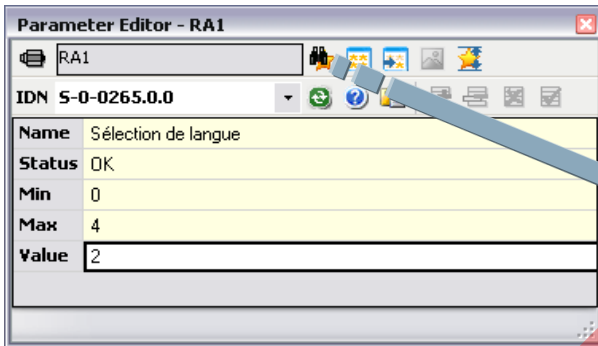 Parameter Editor - RA1
RA1
IDN S-0-0265.0.0
Name Sélection de langue
Status OK
Min 0
Max 4
Value 2